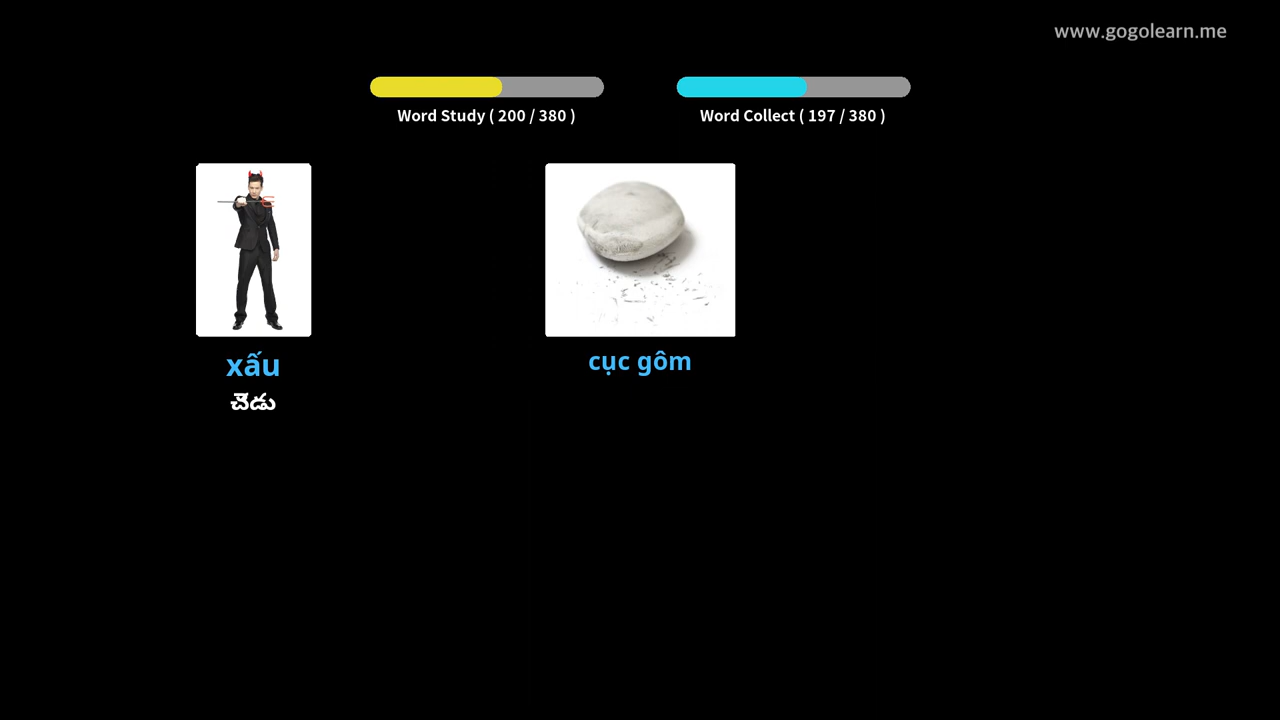 www.gogolearn.me
Word Study ( 200 / 380 )
Word Collect ( 197 / 380 )
xấu
cục gôm
చెడు